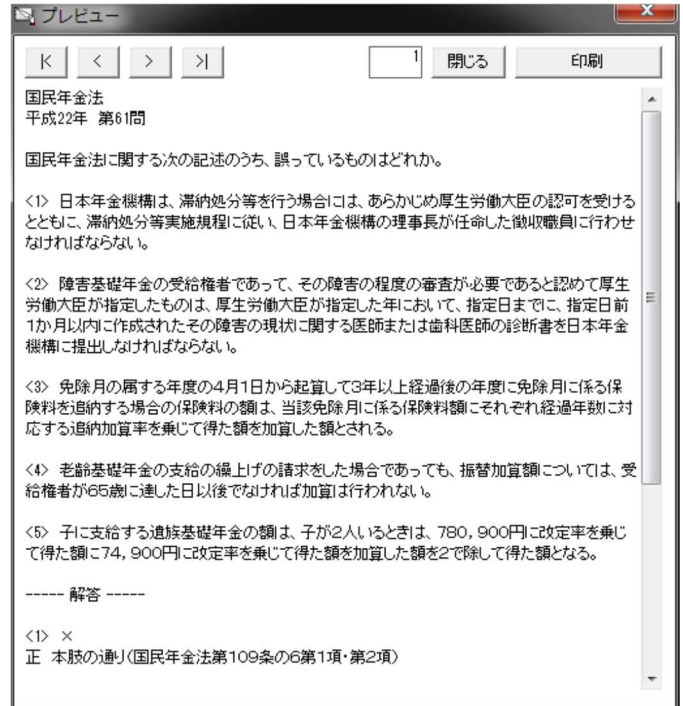 プレビュー
|< < > >| 1 閉じる 印刷
国民年金法
平成22年 第61問
国民年金法に関する次の記述のうち、誤っているものはどれか。
<1> 日本年金機構は、滞納処分等を行う場合には、あらかじめ厚生労働大臣の認可を受ける
とともに、滞納処分等実施規程に従い、日本年金機構の理事長が任命した徴収職員に行わせ
なければならない。
<2> 障害基礎年金の受給権者であって、その障害の程度の審査が必要であると認めて厚生
労働大臣が指定したものは、厚生労働大臣が指定した年において、指定日までに、指定日前
1か月以内に作成されたその障害の現状に関する医師または歯科医師の診断書を日本年金
機構に提出しなければならない。
<3> 免除月の属する年度の4月1日から起算して3年以上経過後の年度に免除月に係る保
険料を追納する場合の保険料の額は、当該免除月に係る保険料額にそれぞれ経過年数に対
応する追納加算率を乗じて得た額を加算した額とされる。
<4> 老齢基礎年金の支給の繰上げの請求をした場合であっても、振替加算額については、受
給権者が65歳に達した日以後でなければ加算は行われない。
<5> 子に支給する遺族基礎年金の額は、子が2人いるときは、780,900円に改定率を乗じ
て得た額に74,900円に改定率を乗じて得た額を加算した額を2で除して得た額となる。
----- 解答 -----
<1> ×
正 本肢の通り(国民年金法第109条の6第1項・第2項)